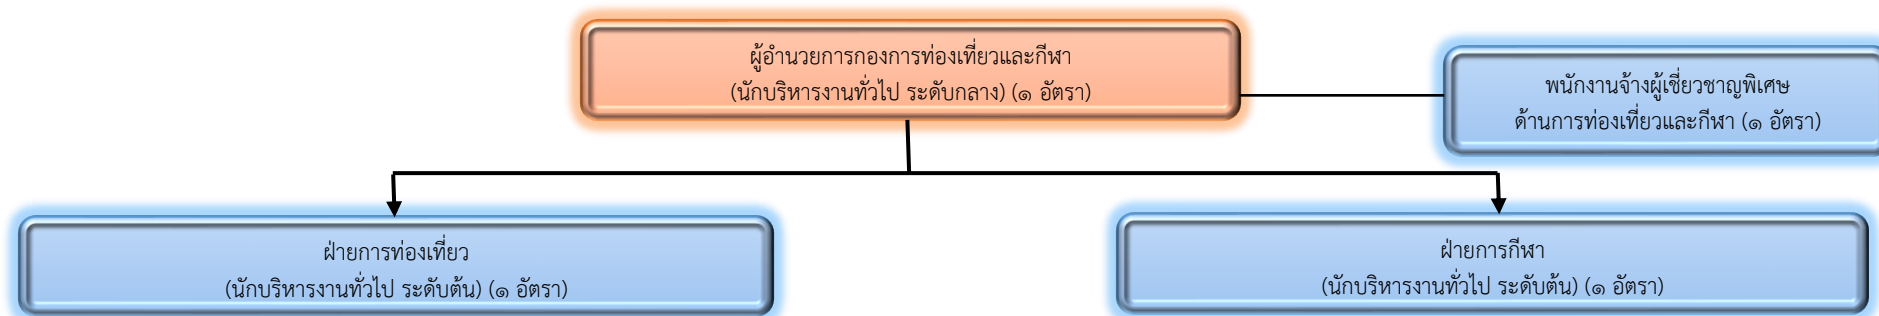 ผู้อำนวยการกองการท่องเที่ยวและกีฬา
(นักบริหารงานทั่วไป ระดับกลาง) (๑ อัตรา)
พนักงานจ้างผู้เชี่ยวชาญพิเศษ
ด้านการท่องเที่ยวและกีฬา (๑ อัตรา)
ฝ่ายการท่องเที่ยว
(นักบริหารงานทั่วไป ระดับต้น) (๑ อัตรา)
ฝ่ายการกีฬา
(นักบริหารงานทั่วไป ระดับต้น) (๑ อัตรา)